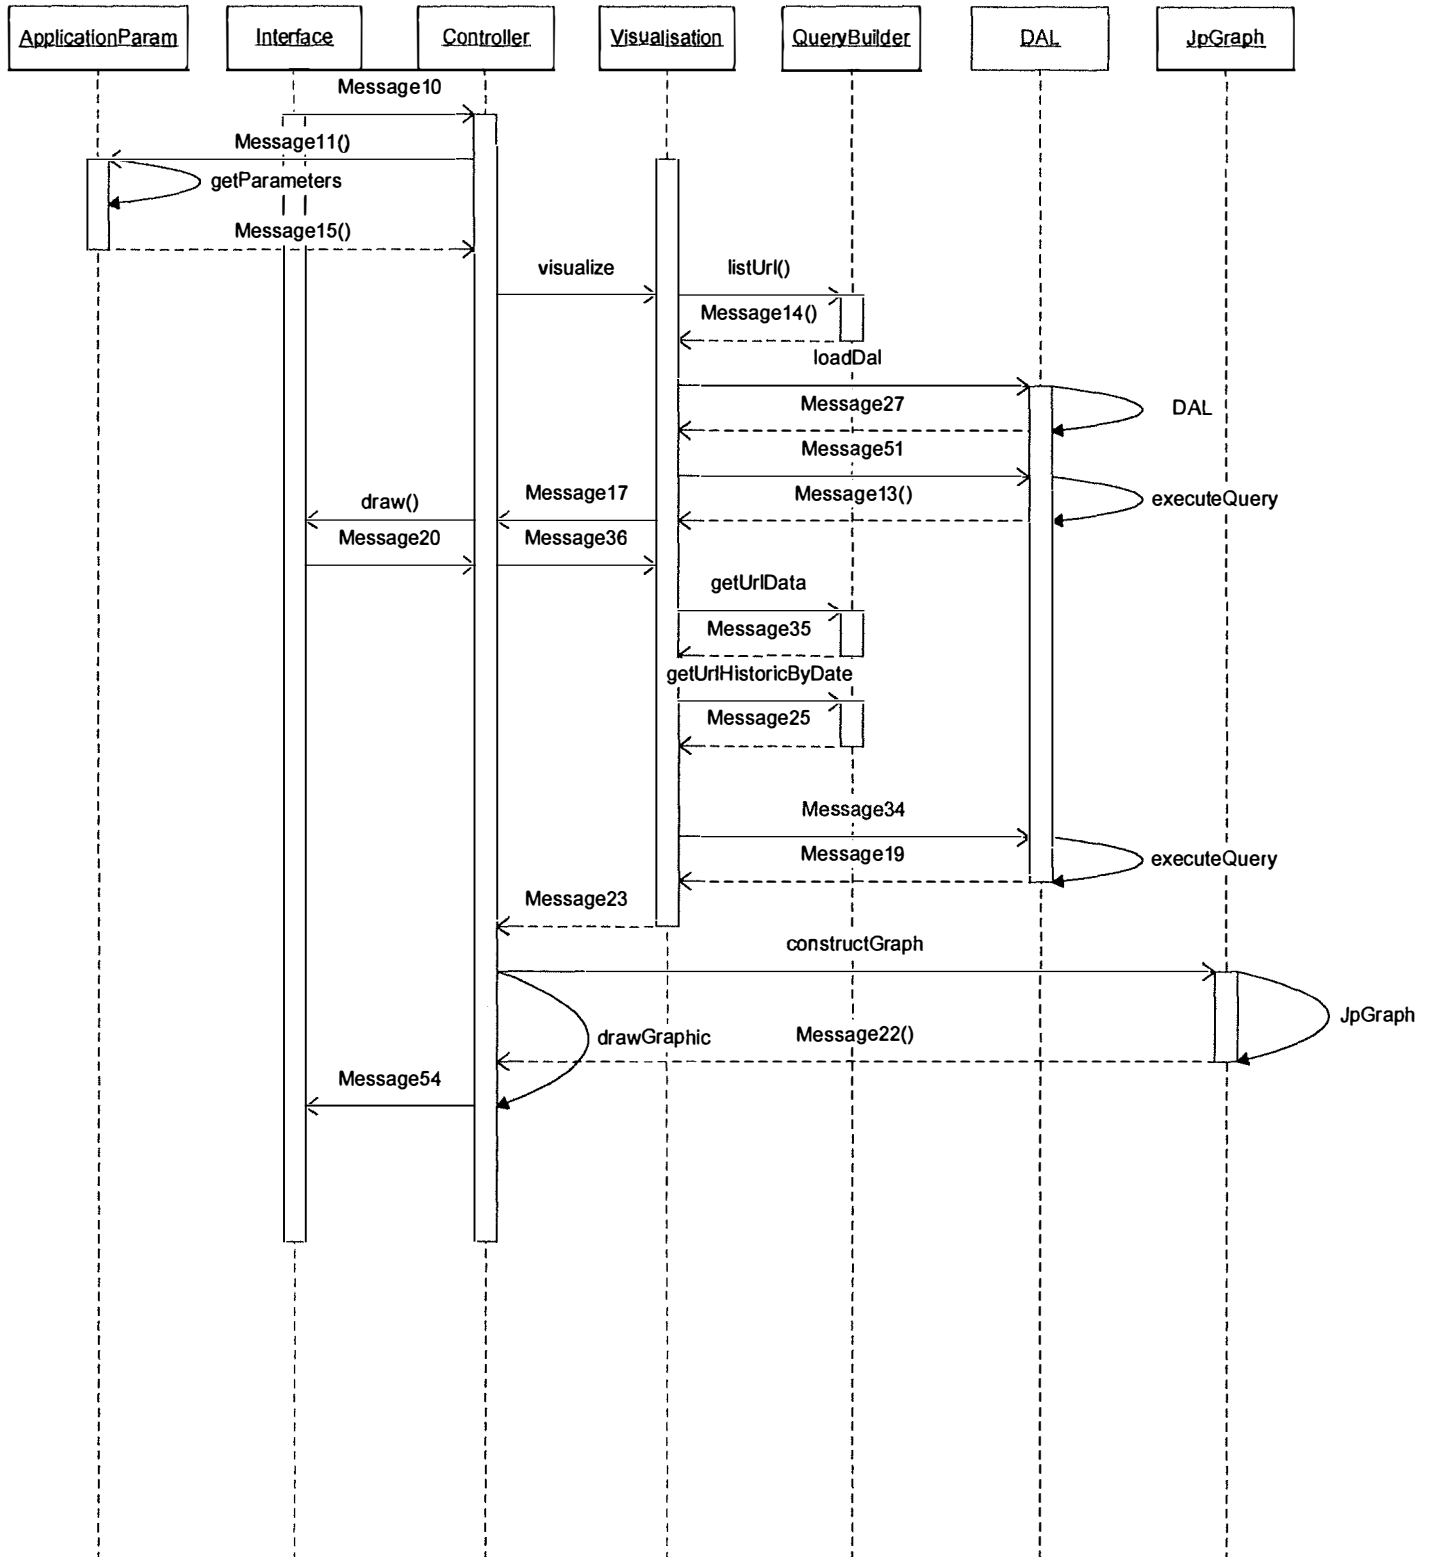 ApplicationParam
Interface
Controller
Visualisation
QueryBuilder
DAL
JpGraph
Message10
Message11()
getParameters
Message15()
visualize
listUrl()
Message14()
loadDal
Message27
DAL
Message51
draw()
Message17
Message13()
executeQuery
Message20
Message36
getUrlData
Message35
getUrlHistoricByDate
Message25
Message34
Message19
executeQuery
Message23
constructGraph
drawGraphic
Message22()
JpGraph
Message54